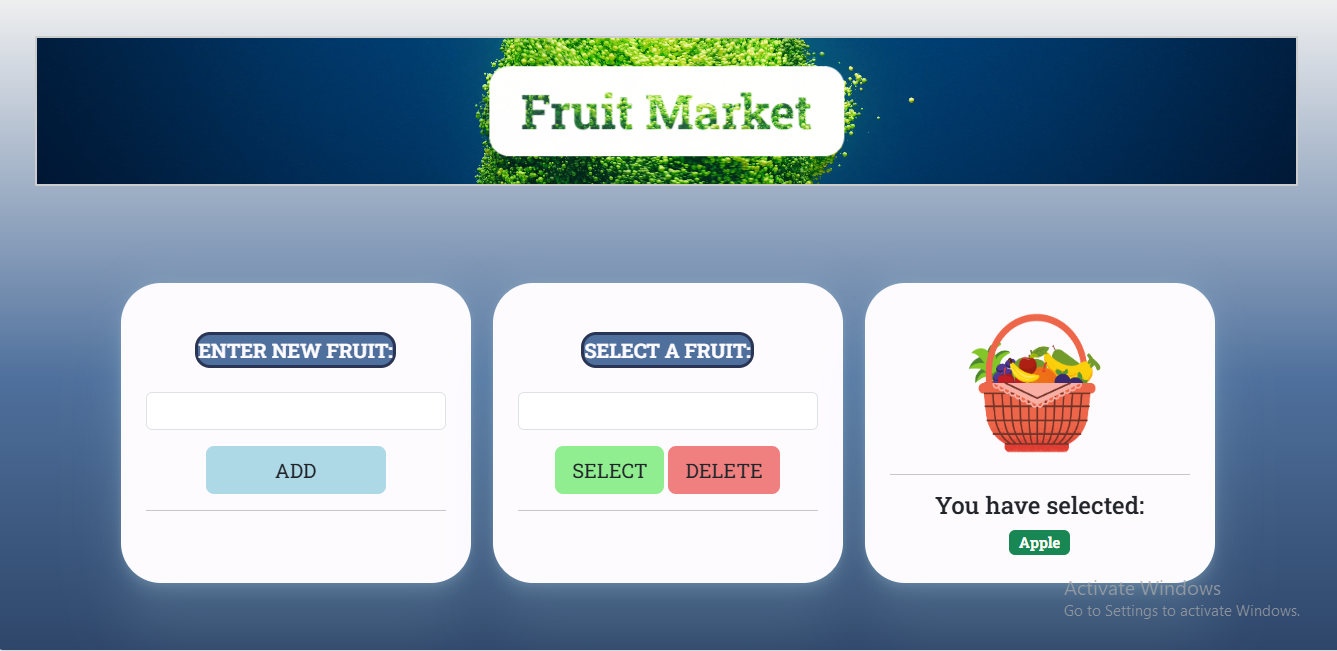 Fruit Market
ENTER NEW FRUIT:
ADD
SELECT A FRUIT:
SELECT DELETE
You have selected:
Apple
Activate Windows
Go to Settings to activate Windows.